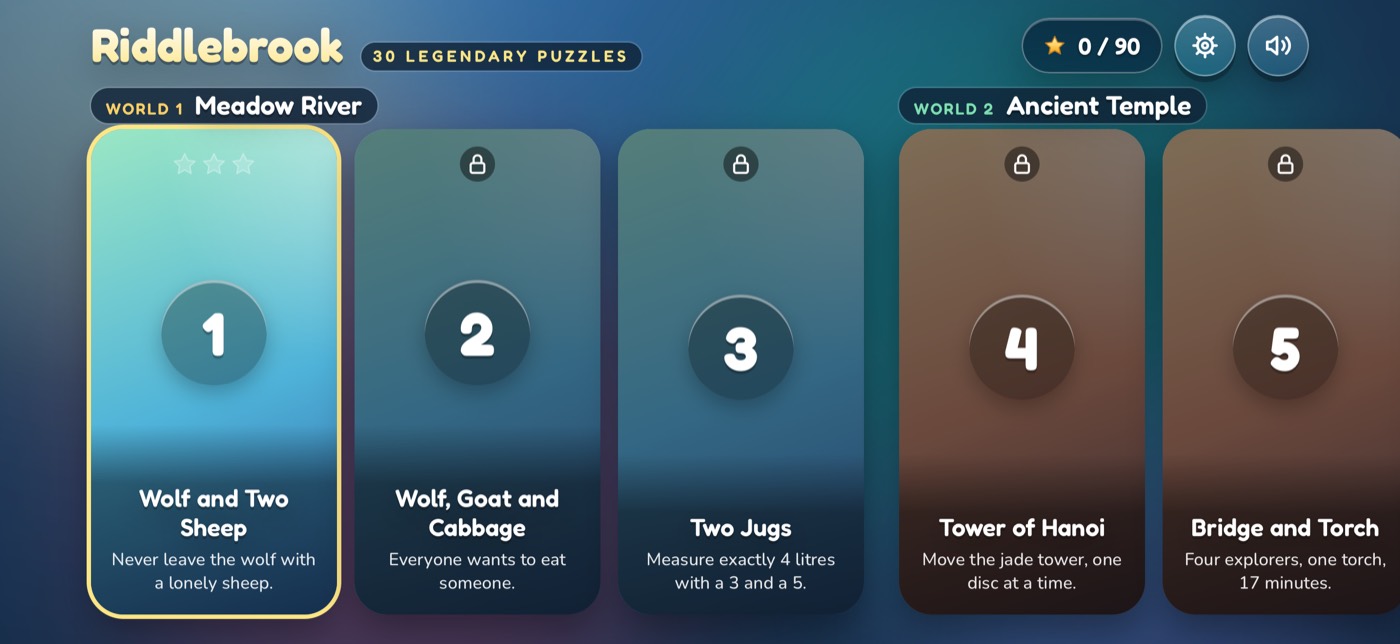 Riddlebrook
30 LEGENDARY PUZZLES
0 / 90
WORLD 1 Meadow River
WORLD 2 Ancient Temple
1
Wolf and Two
Sheep
Never leave the wolf with
a lonely sheep.
2
Wolf, Goat and
Cabbage
Everyone wants to eat
someone.
3
Two Jugs
Measure exactly 4 litres
with a 3 and a 5.
4
Tower of Hanoi
Move the jade tower, one
disc at a time.
5
Bridge and Torch
Four explorers, one torch,
17 minutes.